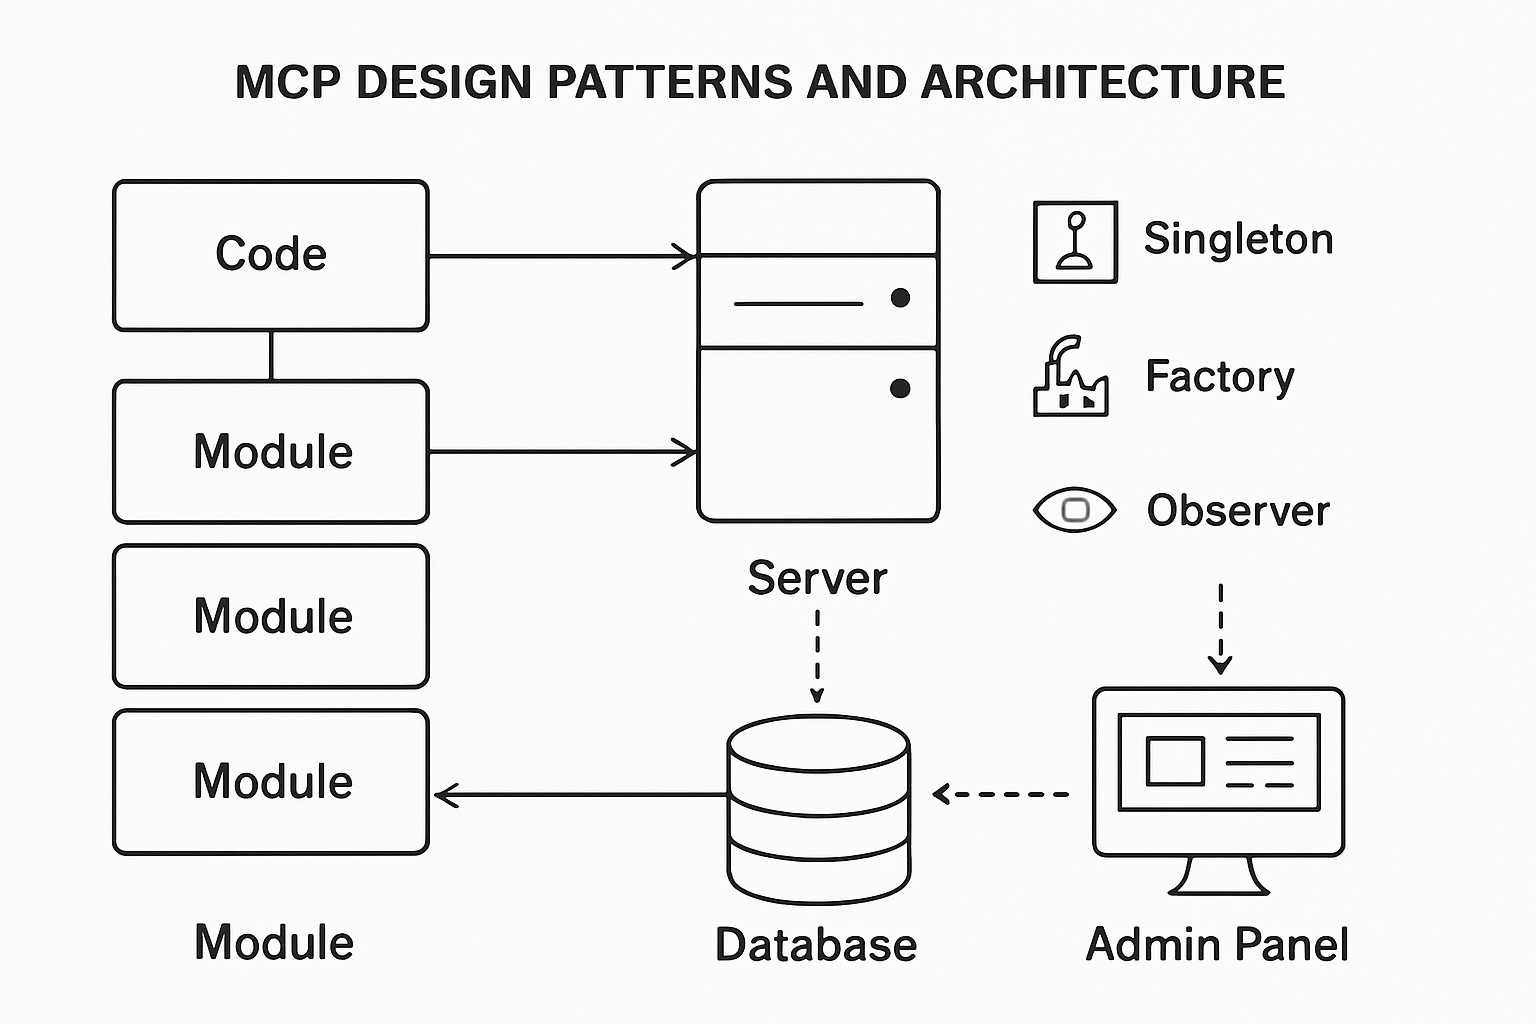 MCP DESIGN PATTERNS AND ARCHITECTURE
Code
Module
Module
Module
Module
Server
Database
Singleton
Factory
Observer
Admin Panel